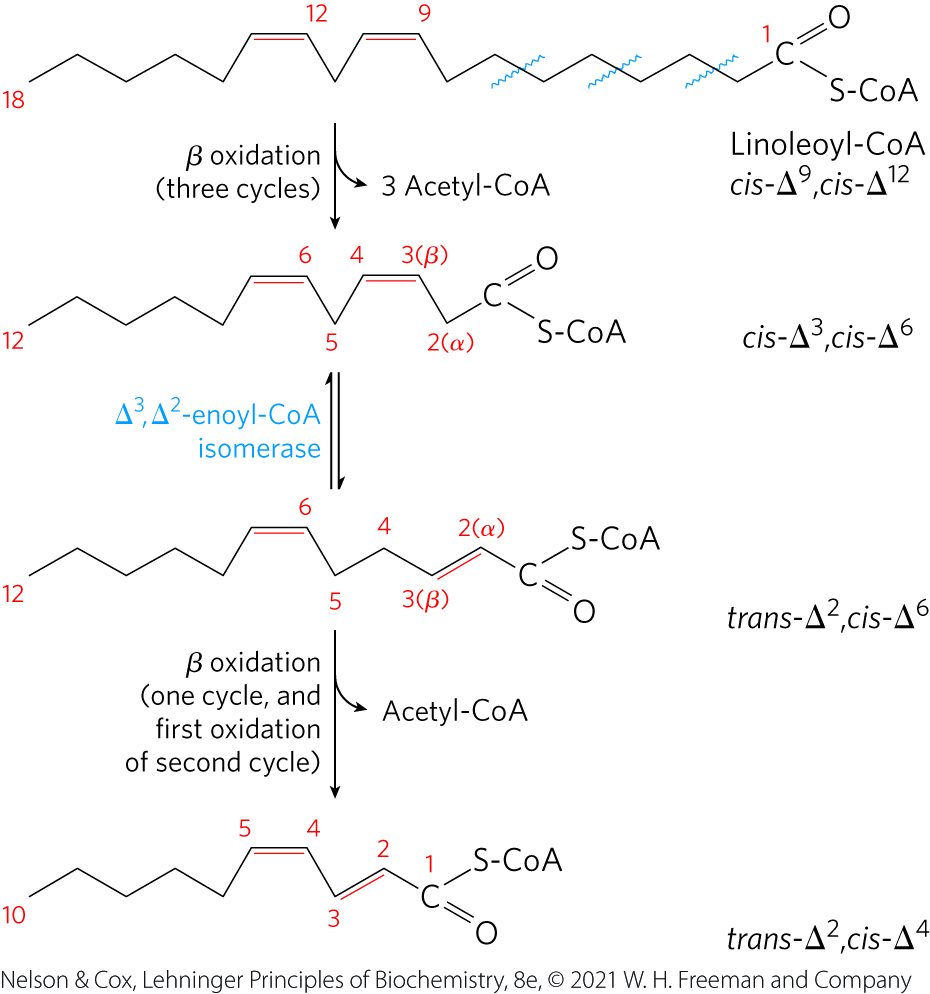 12
9
1
O
C
S-CoA
18
Linoleoyl-CoA
cis-Δ⁹,cis-Δ¹²
β oxidation
(three cycles)
3 Acetyl-CoA
6
4
3(β)
O
C
S-CoA
12
5
2(α)
cis-Δ³,cis-Δ⁶
Δ³,Δ²-enoyl-CoA
isomerase
6
4
2(α)
S-CoA
C
12
5
3(β)
O
trans-Δ²,cis-Δ⁶
β oxidation
(one cycle, and
first oxidation
of second cycle)
Acetyl-CoA
5
4
2
1
S-CoA
C
10
3
O
trans-Δ²,cis-Δ⁴
Nelson & Cox, Lehninger Principles of Biochemistry, 8e, © 2021 W. H. Freeman and Company